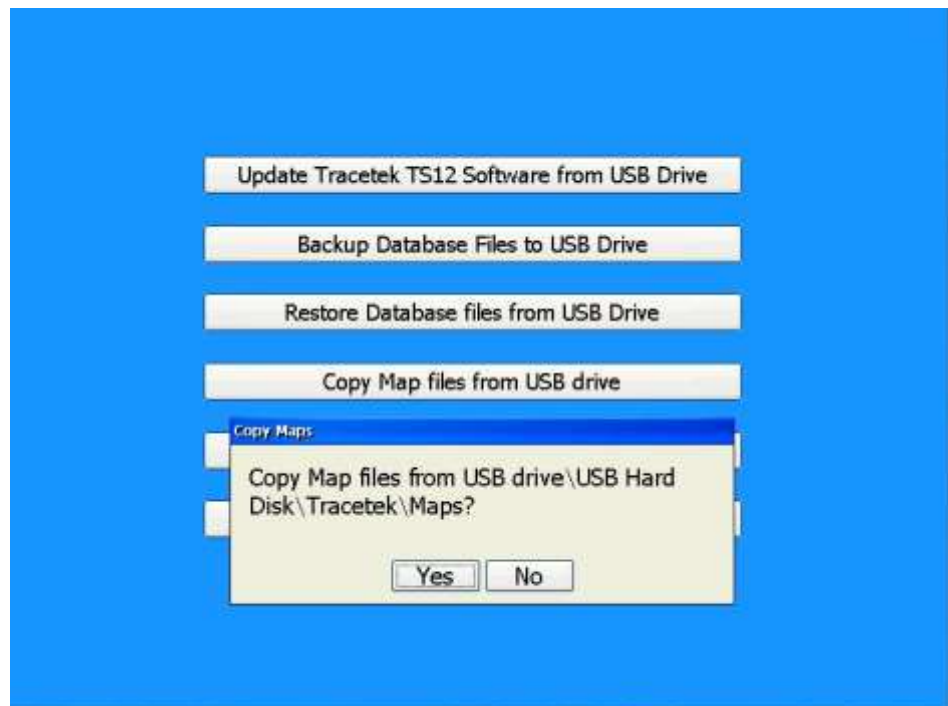 Update Tracetek TS12 Software from USB Drive
Backup Database Files to USB Drive
Restore Database files from USB Drive
Copy Map files from USB drive
Copy Maps
Copy Map files from USB drive\USB Hard
Disk\Tracetek\Maps?
Yes No